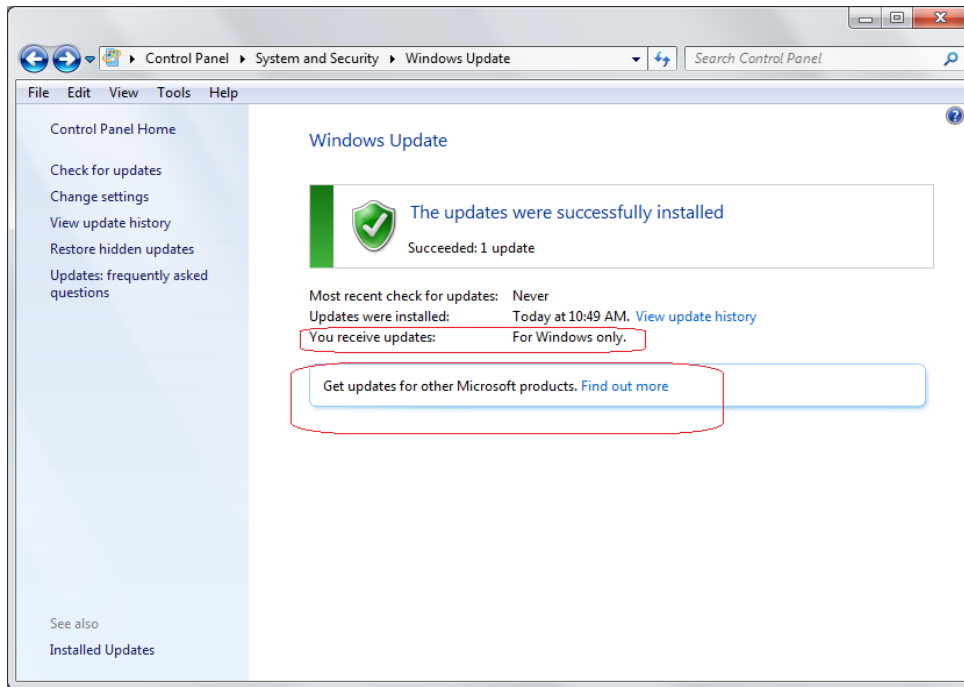 Control Panel ▸ System and Security ▸ Windows Update
Search Control Panel
File Edit View Tools Help
Control Panel Home
Check for updates
Change settings
View update history
Restore hidden updates
Updates: frequently asked
questions
See also
Installed Updates
Windows Update
The updates were successfully installed
Succeeded: 1 update
Most recent check for updates: Never
Updates were installed: Today at 10:49 AM. View update history
You receive updates: For Windows only.
Get updates for other Microsoft products. Find out more